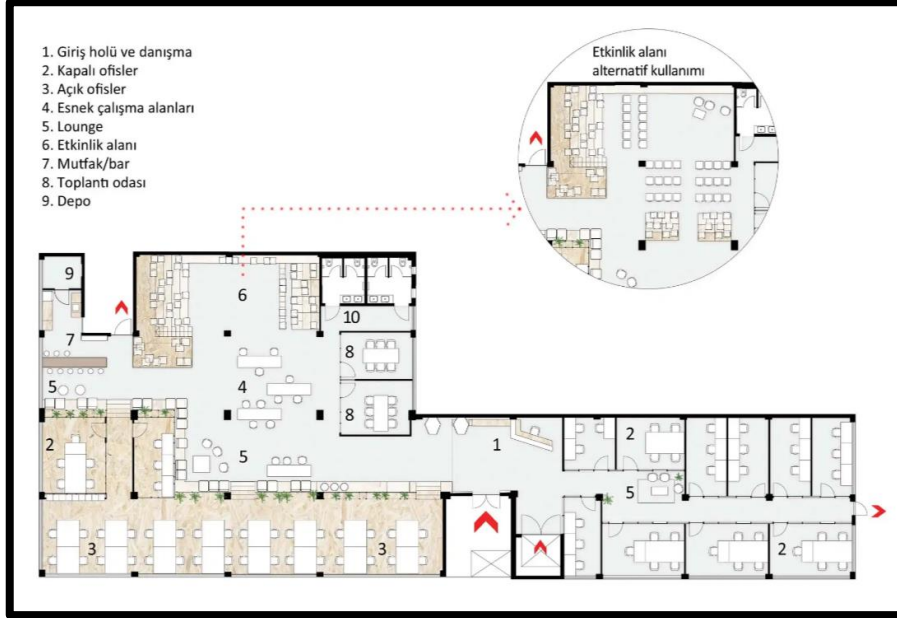 1. Giriş holü ve danışma
2. Kapalı ofisler
3. Açık ofisler
4. Esnek çalışma alanları
5. Lounge
6. Etkinlik alanı
7. Mutfak/bar
8. Toplantı odası
9. Depo
Etkinlik alanı
alternatif kullanımı
9
6
10
7
8
4
5
8
2
5
1
2
5
3
3
2